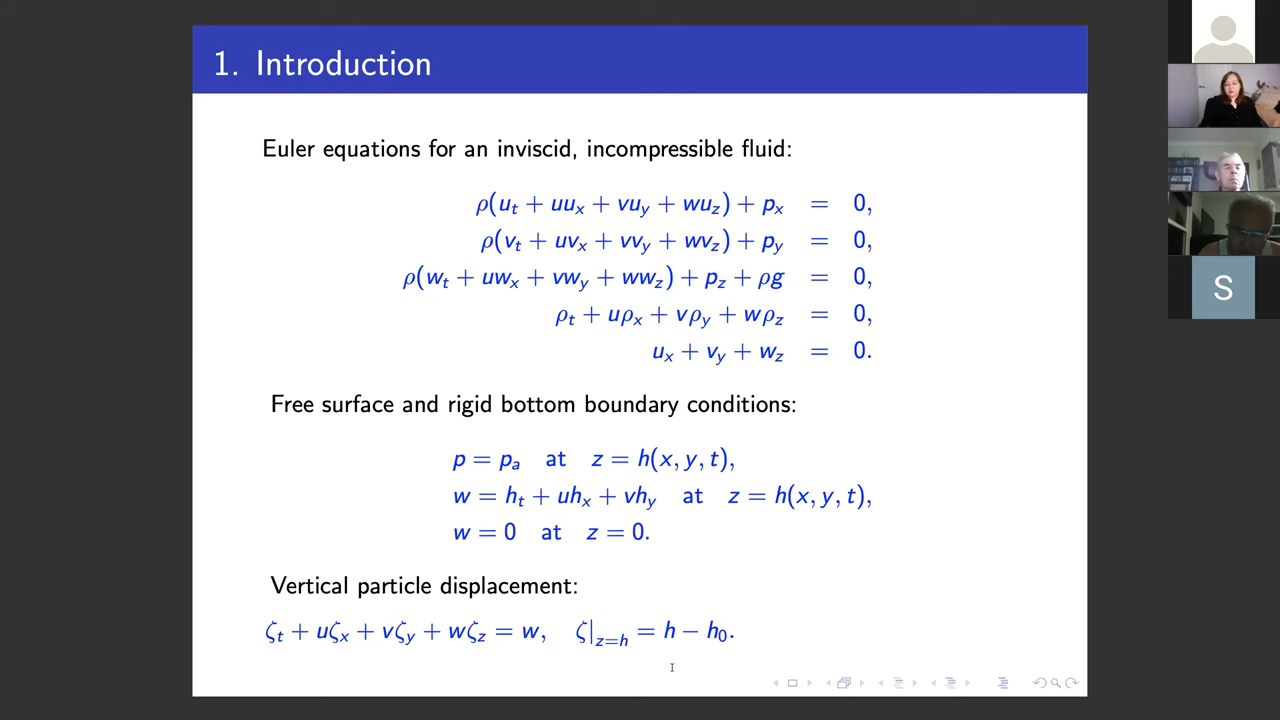 1. Introduction
Euler equations for an inviscid, incompressible fluid:
ρ(u_t + uu_x + vu_y + wu_z) + p_x = 0,
ρ(v_t + uv_x + vv_y + wv_z) + p_y = 0,
ρ(w_t + uw_x + vw_y + ww_z) + p_z + ρg = 0,
ρ_t + uρ_x + vρ_y + wρ_z = 0,
u_x + v_y + w_z = 0.
Free surface and rigid bottom boundary conditions:
p = p_a at z = h(x, y, t),
w = h_t + uh_x + vh_y at z = h(x, y, t),
w = 0 at z = 0.
Vertical particle displacement:
ζ_t + uζ_x + vζ_y + wζ_z = w, ζ|_{z=h} = h − h_0.
S